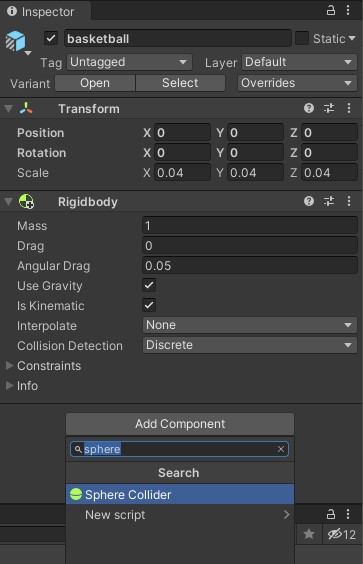 Inspector
basketball Static
Tag Untagged Layer Default
Variant Open Select Overrides
Transform
Position X 0 Y 0 Z 0
Rotation X 0 Y 0 Z 0
Scale X 0.04 Y 0.04 Z 0.04
Rigidbody
Mass 1
Drag 0
Angular Drag 0.05
Use Gravity
Is Kinematic
Interpolate None
Collision Detection Discrete
Constraints
Info
Add Component
sphere
Search
Sphere Collider
New script
12